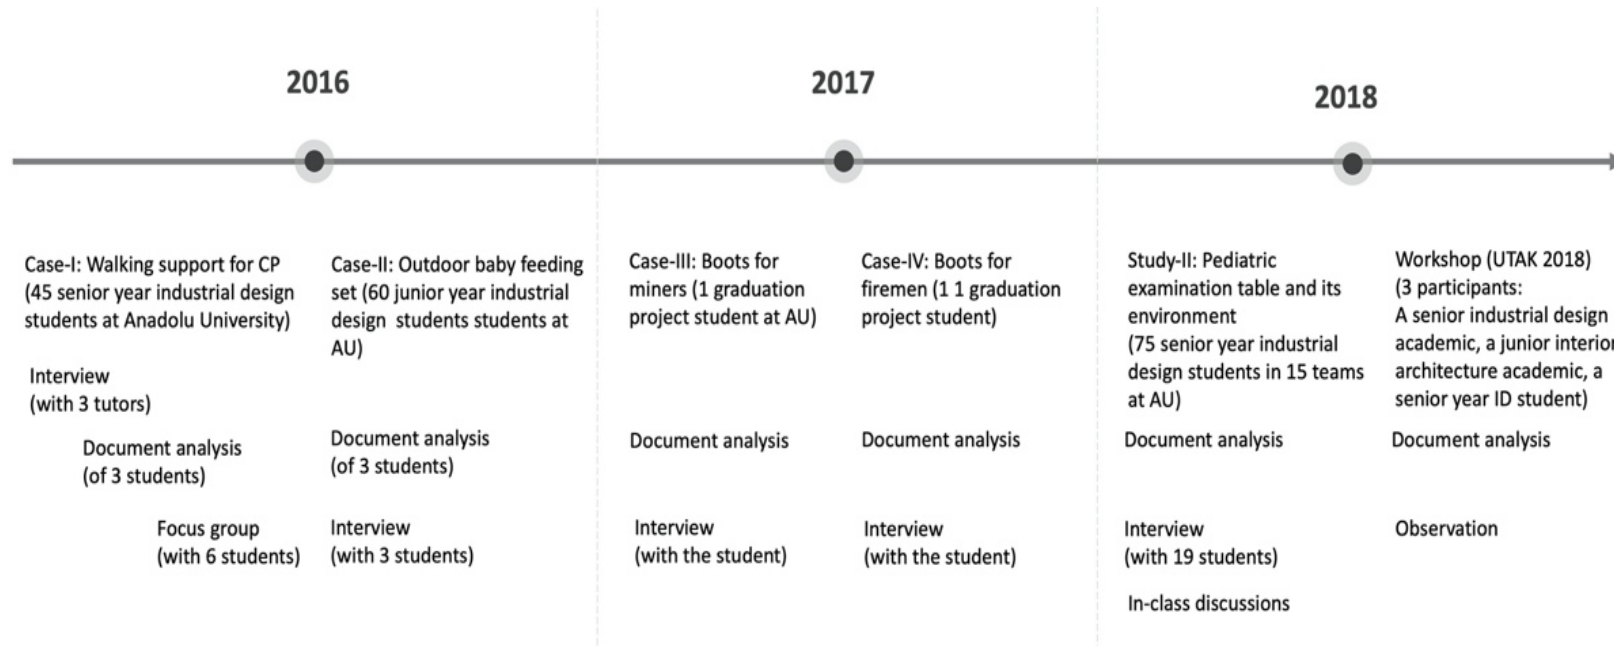 2016
2017
2018
Case-I: Walking support for CP
(45 senior year industrial design
students at Anadolu University)
Interview
(with 3 tutors)
Document analysis
(of 3 students)
Focus group
(with 6 students)
Case-II: Outdoor baby feeding
set (60 junior year industrial
design students students at
AU)
Document analysis
(of 3 students)
Interview
(with 3 students)
Case-III: Boots for
miners (1 graduation
project student at AU)
Document analysis
Interview
(with the student)
Case-IV: Boots for
firemen (1 1 graduation
project student)
Document analysis
Interview
(with the student)
Study-II: Pediatric
examination table and its
environment
(75 senior year industrial
design students in 15 teams
at AU)
Document analysis
Interview
(with 19 students)
In-class discussions
Workshop (UTAK 2018)
(3 participants:
A senior industrial design
academic, a junior interior
architecture academic, a
senior year ID student)
Document analysis
Observation